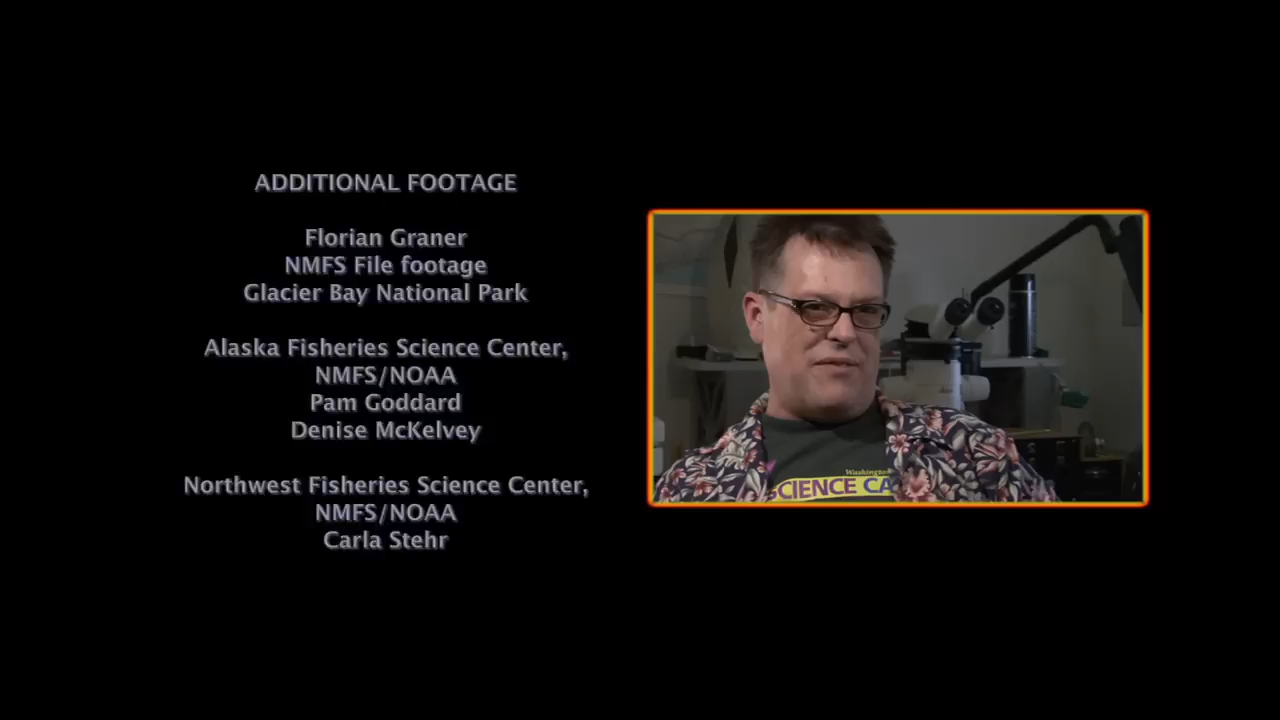 ADDITIONAL FOOTAGE
Florian Graner
NMFS File footage
Glacier Bay National Park
Alaska Fisheries Science Center,
NMFS/NOAA
Pam Goddard
Denise McKelvey
Northwest Fisheries Science Center,
NMFS/NOAA
Carla Stehr
Washington
SCIENCE CA